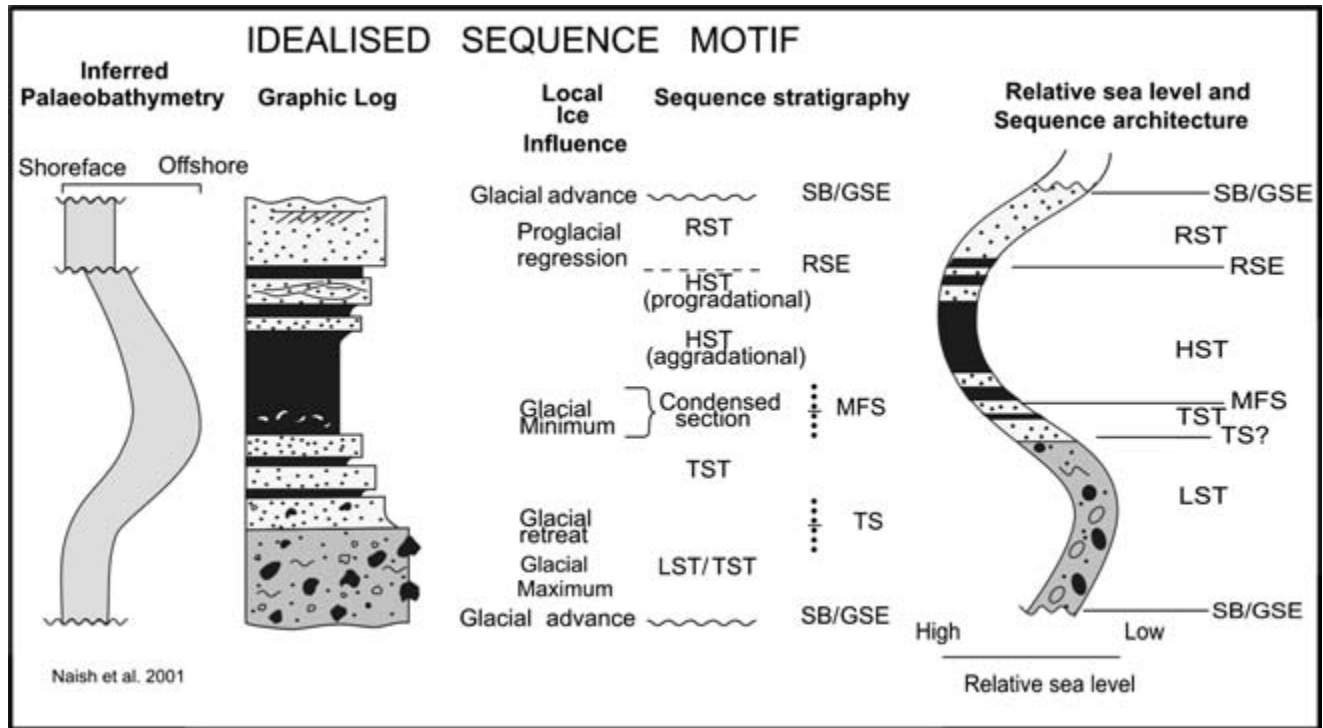 IDEALISED SEQUENCE MOTIF
Inferred
Palaeobathymetry
Shoreface Offshore
Naish et al. 2001
Graphic Log
Local
Ice
Influence
Glacial advance
Proglacial
regression
Glacial
Minimum
Glacial
retreat
Glacial
Maximum
Glacial advance
Sequence stratigraphy
SB/GSE
RST
RSE
HST
(progradational)
HST
(aggradational)
Condensed
section
MFS
TST
TS
LST/TST
SB/GSE
Relative sea level and
Sequence architecture
SB/GSE
RST
RSE
HST
MFS
TST
TS?
LST
SB/GSE
High Low
Relative sea level